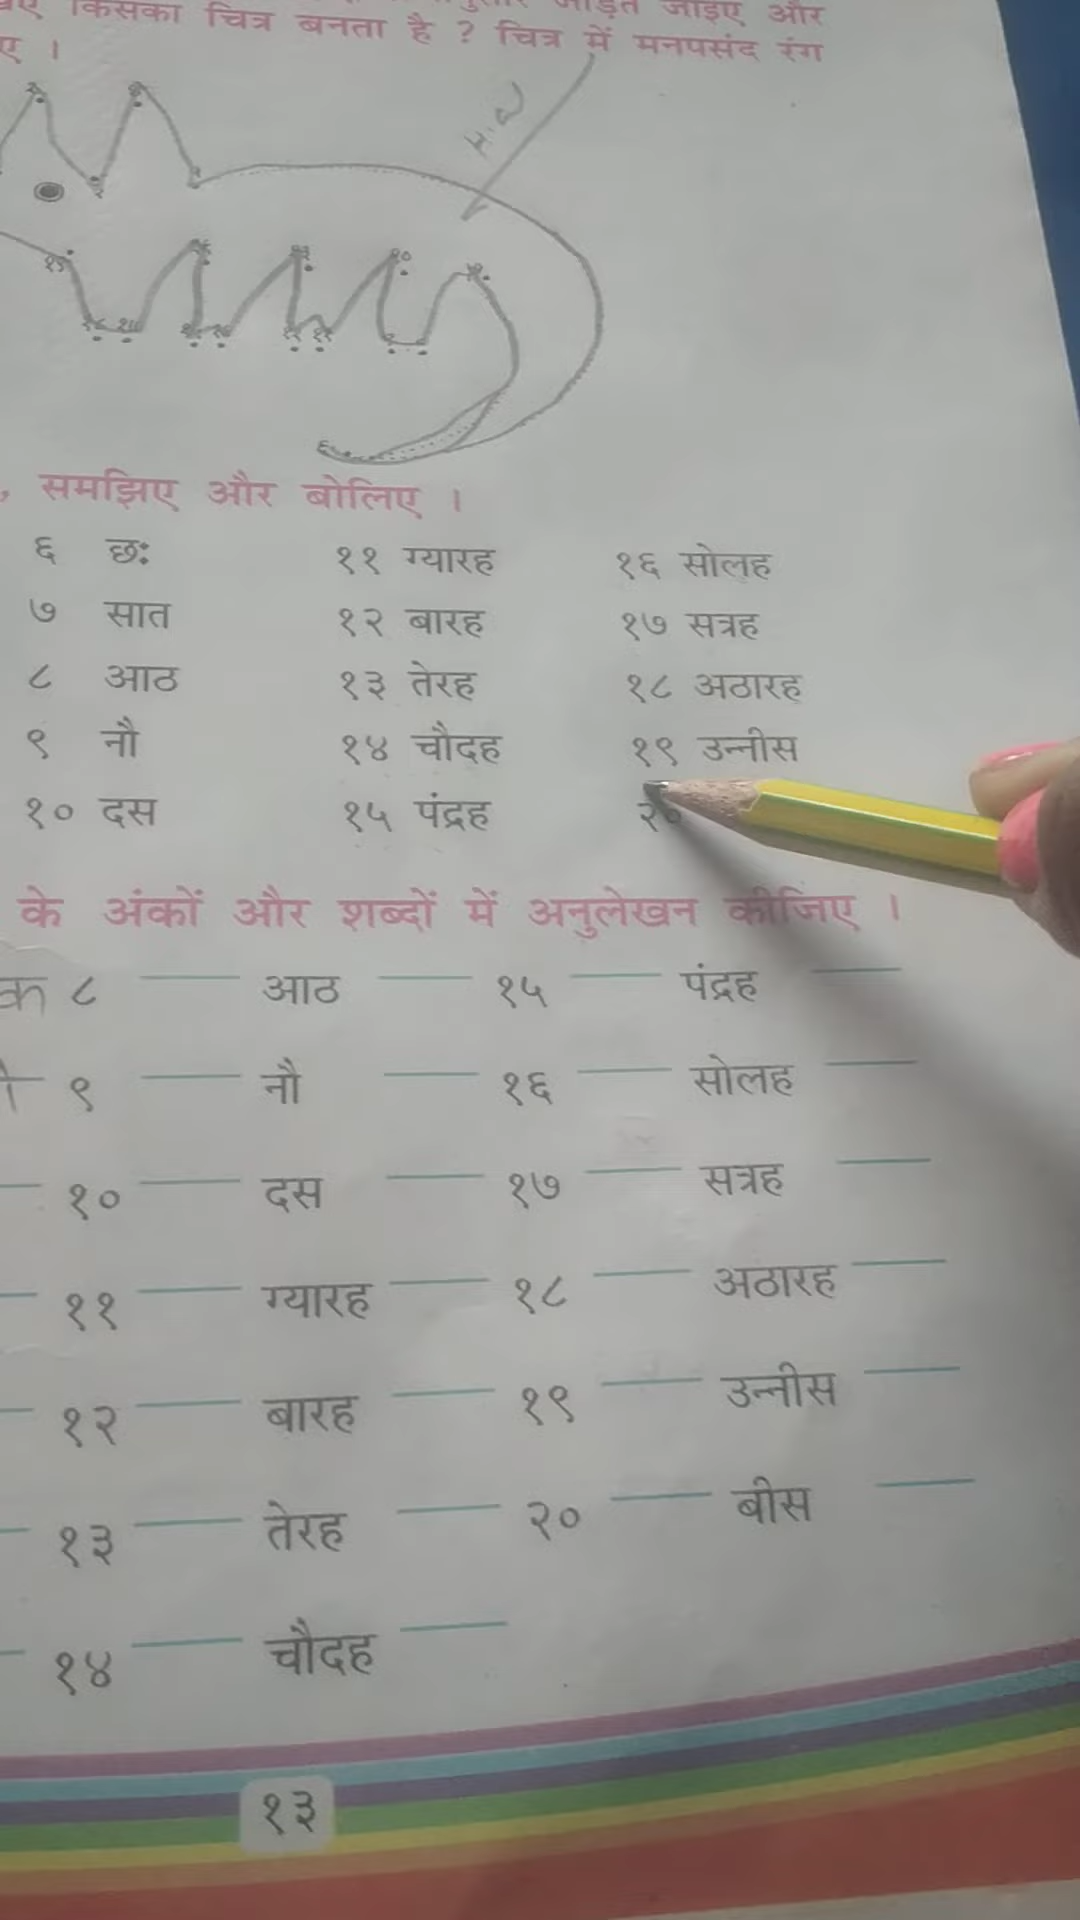 किसका चित्र बनता है ? चित्र में मनपसंद रंग
जाइए और
ए ।
, समझिए और बोलिए ।
६ छः ११ ग्यारह १६ सोलह
७ सात १२ बारह १७ सत्रह
८ आठ १३ तेरह १८ अठारह
९ नौ १४ चौदह १९ उन्नीस
१० दस १५ पंद्रह २०
के अंकों और शब्दों में अनुलेखन कीजिए ।
८ आठ १५ पंद्रह
९ नौ १६ सोलह
१० दस १७ सत्रह
११ ग्यारह १८ अठारह
१२ बारह १९ उन्नीस
१३ तेरह २० बीस
१४ चौदह
१३